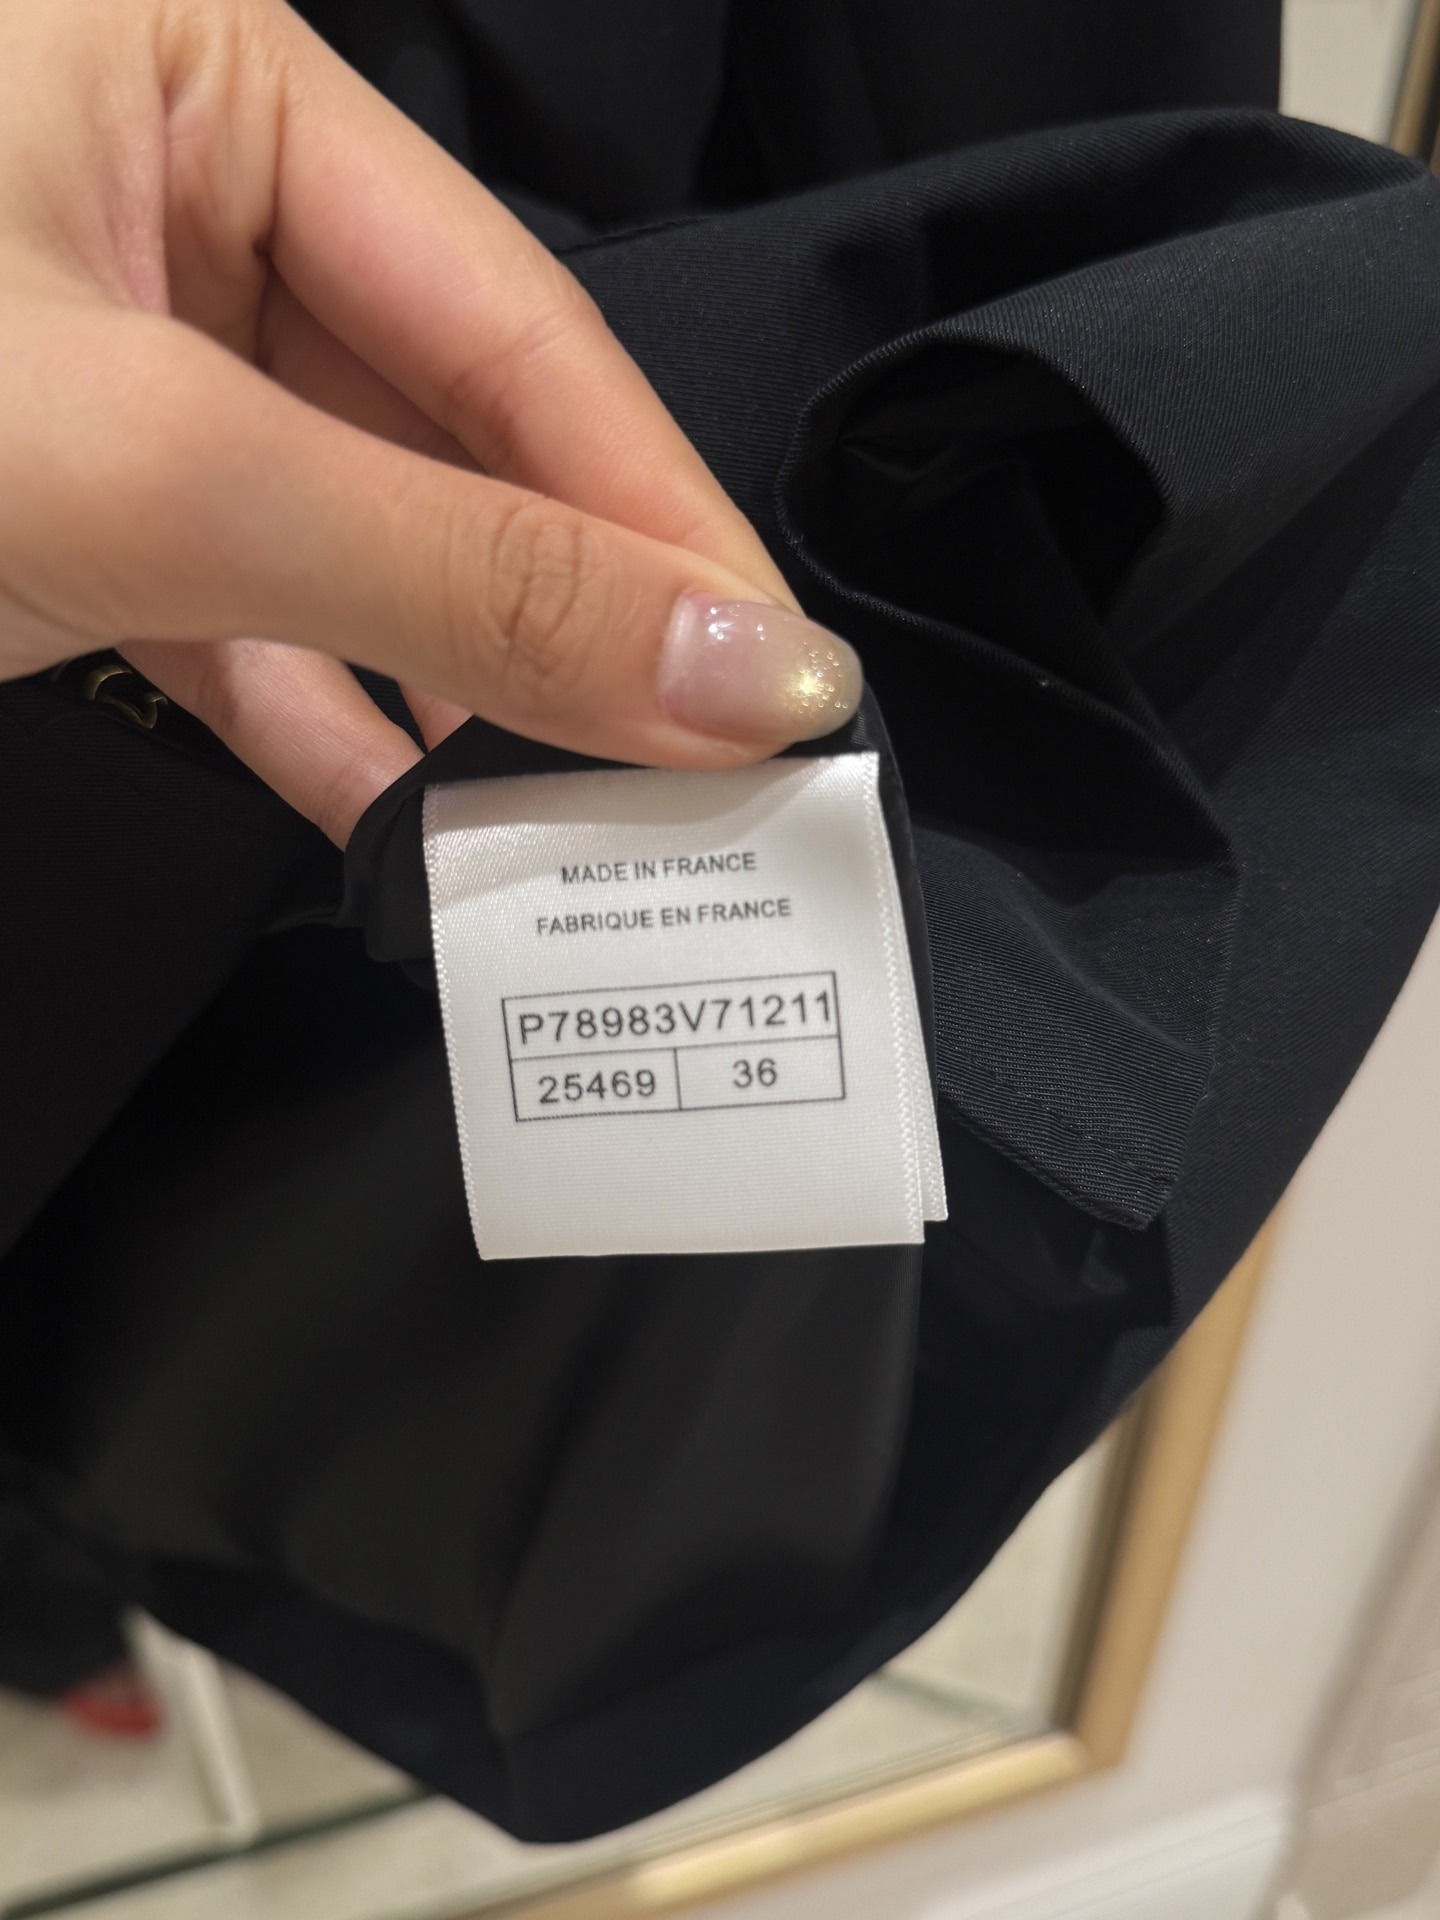 MADE IN FRANCE
FABRIQUE EN FRANCE
P78983V71211
25469 36